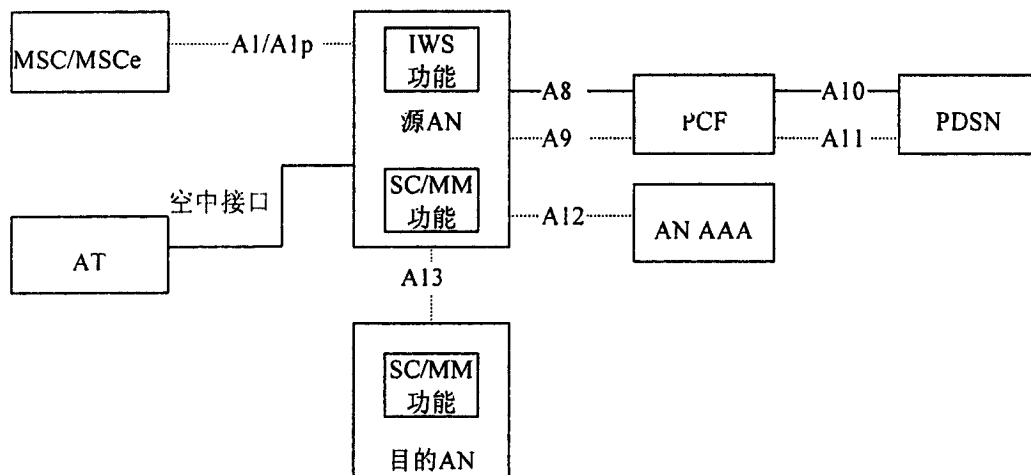 MSC/MSCe
A1/A1p
IWS
功能
源AN
A8
PCF
A10
PDSN
A9
A11
SC/MM
功能
空中接口
A12
AN AAA
AT
A13
SC/MM
功能
目的AN